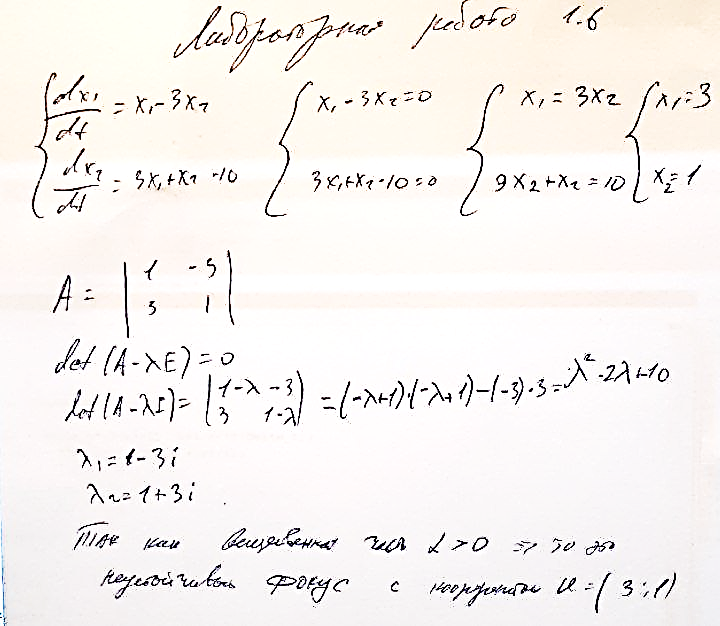 Лабораторная работа 1.6
dx₁/dt = x₁ - 3x₂ { x₁ - 3x₂ = 0 { x₁ = 3x₂ { x₁ = 3
dx₂/dt = 3x₁ + x₂ - 10 { 3x₁ + x₂ - 10 = 0 { 9x₂ + x₂ = 10 { x₂ = 1
A = | 1 -3 |
| 3 1 |
det(A - λE) = 0
det(A - λI) = | 1-λ -3 | = (-λ+1)·(-λ+1) - (-3)·3 = λ² - 2λ + 10
| 3 1-λ |
λ₁ = 1 - 3i
λ₂ = 1 + 3i
Так как вещественная часть α > 0 ⇒ то это
неустойчивый фокус с координатами = (3; 1)